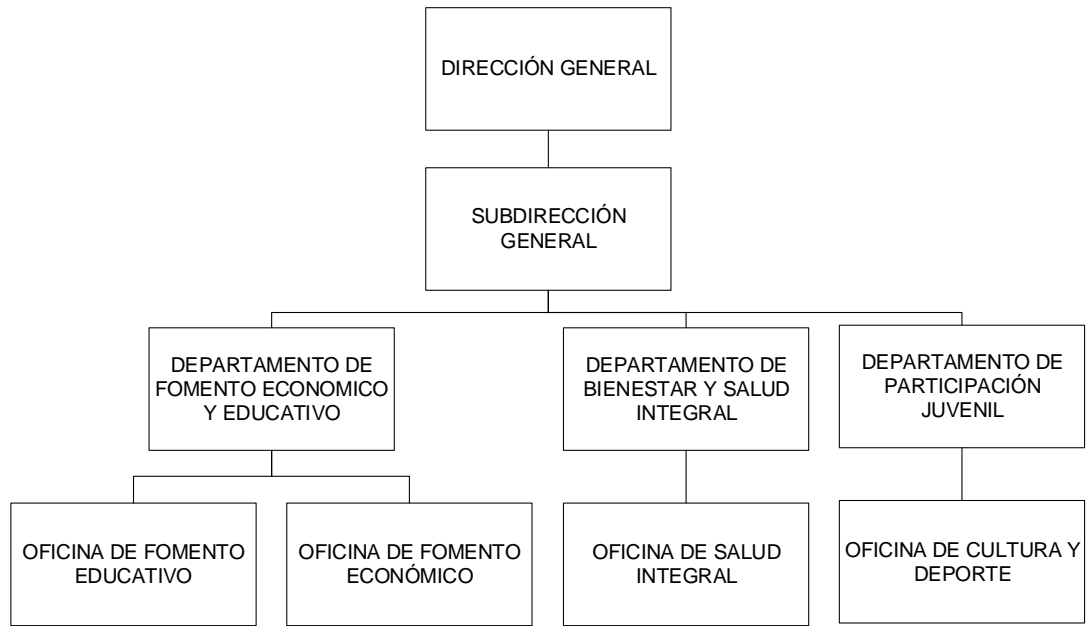 DIRECCIÓN GENERAL
SUBDIRECCIÓN
GENERAL
DEPARTAMENTO DE
FOMENTO ECONOMICO
Y EDUCATIVO
DEPARTAMENTO DE
BIENESTAR Y SALUD
INTEGRAL
DEPARTAMENTO DE
PARTICIPACIÓN
JUVENIL
OFICINA DE FOMENTO
EDUCATIVO
OFICINA DE FOMENTO
ECONÓMICO
OFICINA DE SALUD
INTEGRAL
OFICINA DE CULTURA Y
DEPORTE